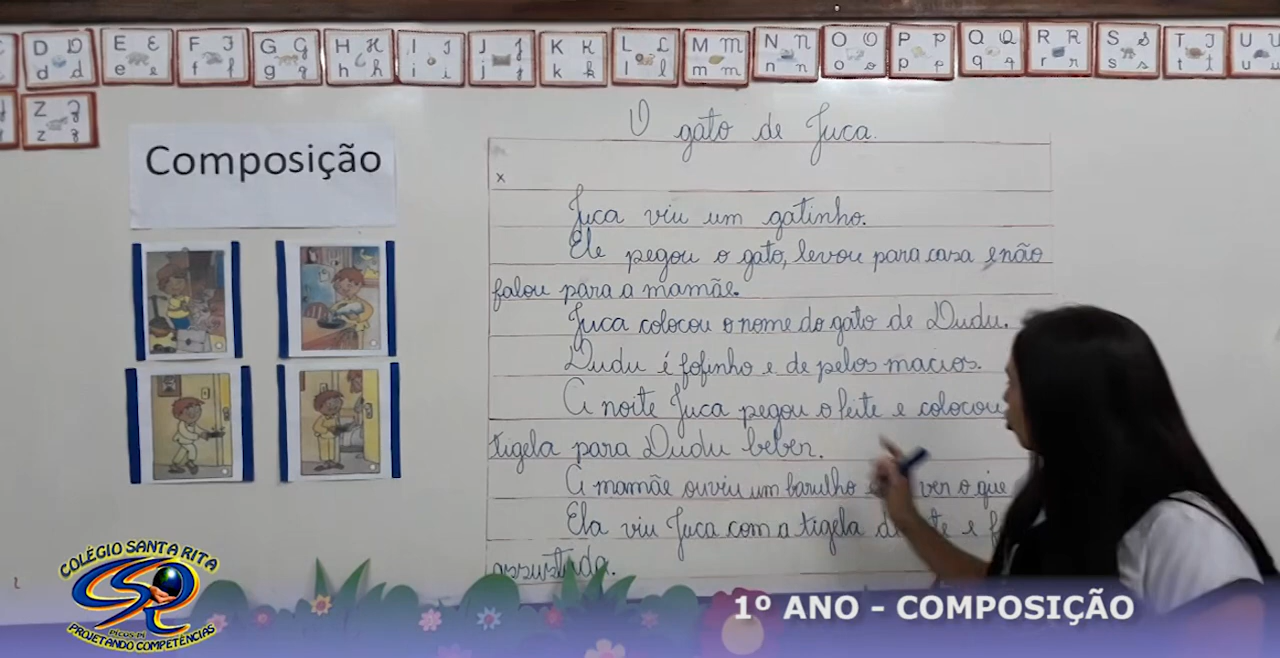 D D d d
E E e e
F F f f
G G g g
H H h h
I I i i
J J j j
K K k k
L L l l
M M m m
N N n n
O O o o
P P p p
Q Q q q
R R r r
S S s s
T T t t
U U u u
Z Z z z
Composição
O gato de Juca.
x
Juca viu um gatinho.
Ele pegou o gato, levou para casa e não
falou para a mamãe.
Juca colocou o nome do gato de Dudu.
Dudu é fofinho e de pelos macios.
A noite Juca pegou o leite e colocou
tigela para Dudu beber.
A mamãe ouviu um barulho ver o que
Ela viu Juca com a tigela e
assustada.
COLÉGIO SANTA RITA
PICOS-PI
PROJETANDO COMPETÊNCIAS
1º ANO - COMPOSIÇÃO